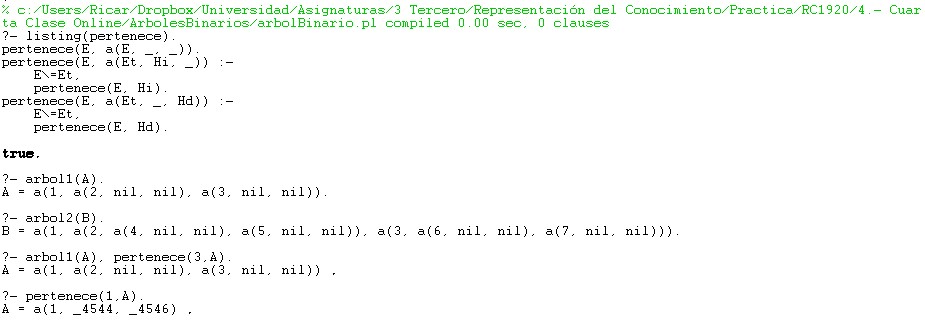 % c:/Users/Ricar/Dropbox/Universidad/Asignaturas/3 Tercero/Representación del Conocimiento/Practica/RC1920/4.- Cuar
ta Clase Online/ArbolesBinarios/arbolBinario.pl compiled 0.00 sec, 0 clauses
?- listing(pertenece).
pertenece(E, a(E, _, _)).
pertenece(E, a(Et, Hi, _)) :-
    E\=Et,
    pertenece(E, Hi).
pertenece(E, a(Et, _, Hd)) :-
    E\=Et,
    pertenece(E, Hd).
true.
?- arbol1(A).
A = a(1, a(2, nil, nil), a(3, nil, nil)).
?- arbol2(B).
B = a(1, a(2, a(4, nil, nil), a(5, nil, nil)), a(3, a(6, nil, nil), a(7, nil, nil))).
?- arbol1(A), pertenece(3,A).
A = a(1, a(2, nil, nil), a(3, nil, nil)) .
?- pertenece(1,A).
A = a(1, _4544, _4546) .